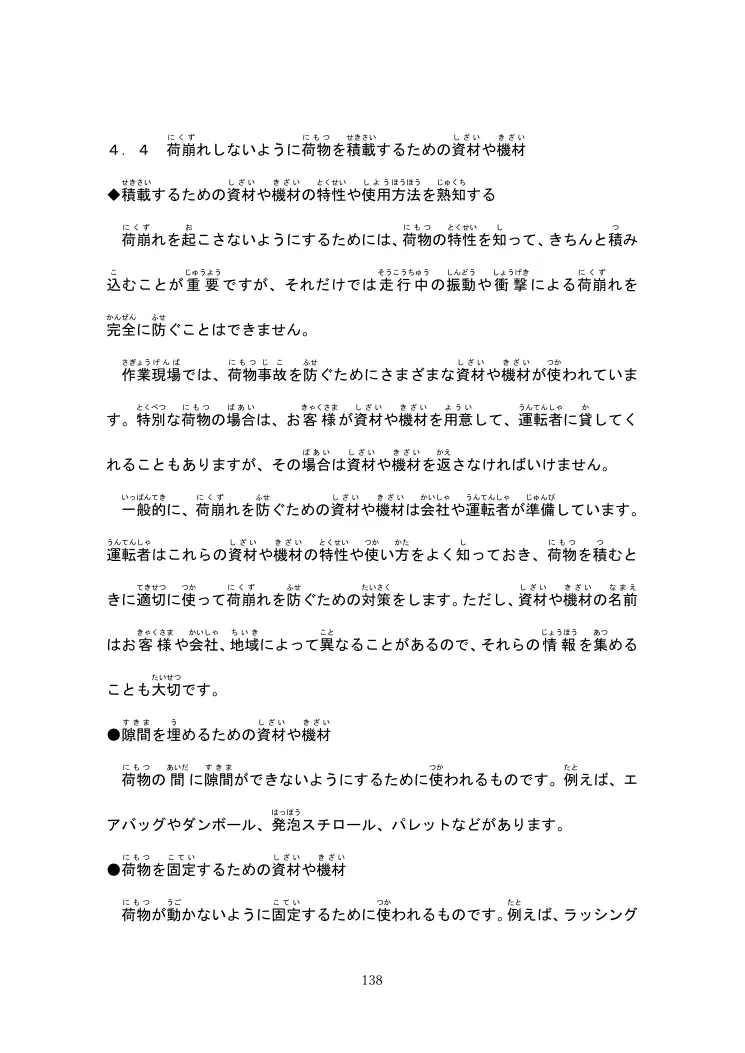 ４．４　荷崩れしないように荷物を積載するための資材や機材
◆積載するための資材や機材の特性や使用方法を熟知する
荷崩れを起こさないようにするためには、荷物の特性を知って、きちんと積み
込むことが重要ですが、それだけでは走行中の振動や衝撃による荷崩れを
完全に防ぐことはできません。
作業現場では、荷物事故を防ぐためにさまざまな資材や機材が使われていま
す。特別な荷物の場合は、お客様が資材や機材を用意して、運転者に貸してく
れることもありますが、その場合は資材や機材を返さなければいけません。
一般的に、荷崩れを防ぐための資材や機材は会社や運転者が準備しています。
運転者はこれらの資材や機材の特性や使い方をよく知っておき、荷物を積むと
きに適切に使って荷崩れを防ぐための対策をします。ただし、資材や機材の名前
はお客様や会社、地域によって異なることがあるので、それらの情報を集める
ことも大切です。
●隙間を埋めるための資材や機材
荷物の間に隙間ができないようにするために使われるものです。例えば、エ
アバッグやダンボール、発泡スチロール、パレットなどがあります。
●荷物を固定するための資材や機材
荷物が動かないように固定するために使われるものです。例えば、ラッシング
138